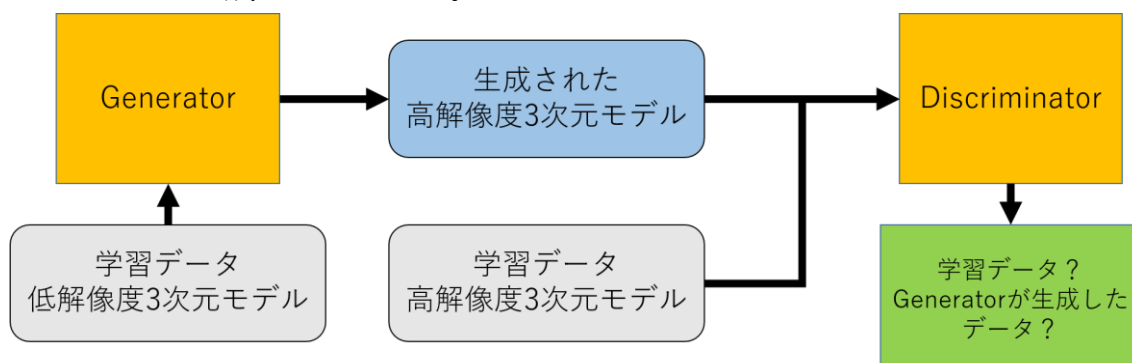 Generator
生成された
高解像度3次元モデル
Discriminator
学習データ
低解像度3次元モデル
学習データ
高解像度3次元モデル
学習データ？
Generatorが生成した
データ？